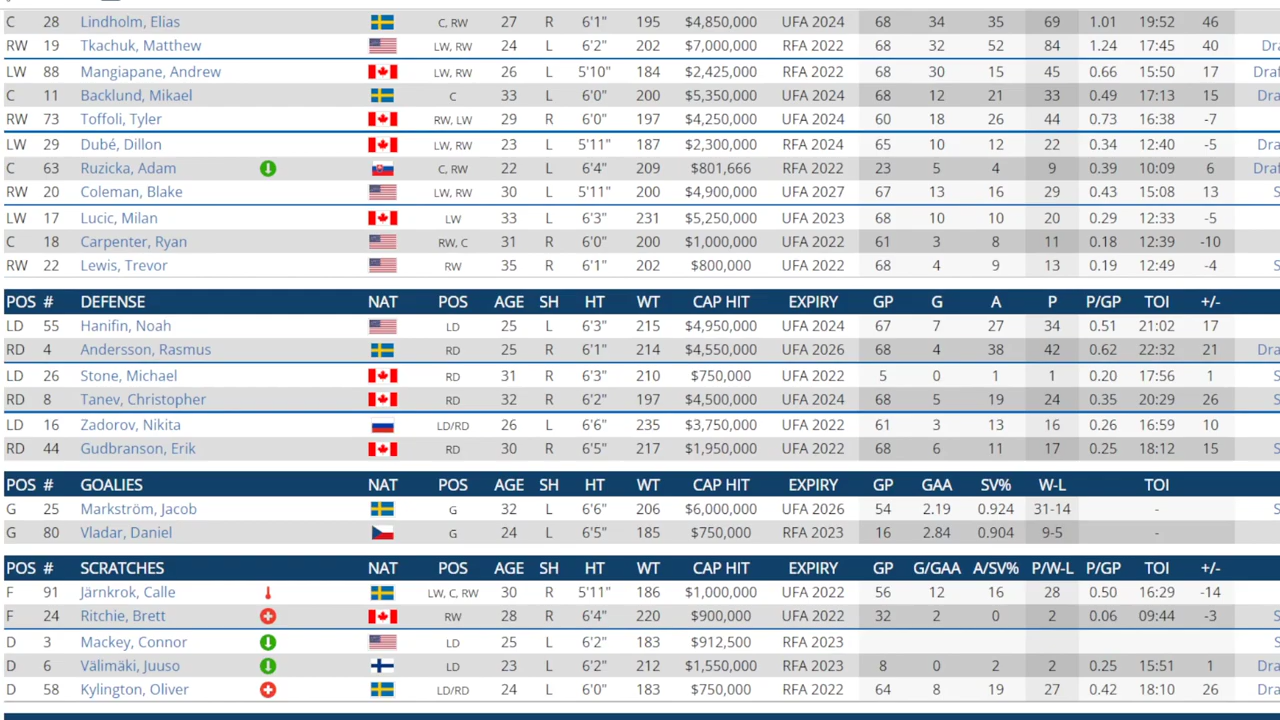 C 28 Lindholm, Elias C, RW 27 R 6'1" 195 $4,850,000 UFA 2024 68 34 35 69 1.01 19:52 46
RW 19 Tkachuk, Matthew LW, RW 24 L 6'2" 202 $7,000,000 RFA 2022 68 32 52 84 1.24 17:45 40 Dra
LW 88 Mangiapane, Andrew LW, RW 26 L 5'10" 184 $2,425,000 RFA 2022 68 30 15 45 0.66 15:50 17 Draf
C 11 Backlund, Mikael C 33 L 6'0" 200 $5,350,000 UFA 2024 68 12 21 33 0.49 17:13 15 Dra
RW 73 Toffoli, Tyler RW, LW 29 R 6'0" 197 $4,250,000 UFA 2024 60 18 26 44 0.73 16:38 -7
LW 29 Dubé, Dillon LW, RW 23 L 5'11" 187 $2,300,000 RFA 2024 65 10 12 22 0.34 12:40 -5 Dra
C 63 Ruzicka, Adam C, RW 22 L 6'4" 209 $801,666 RFA 2022 23 5 4 9 0.39 10:09 6 Draf
RW 20 Coleman, Blake LW, RW 30 L 5'11" 200 $4,900,000 UFA 2027 67 13 16 29 0.43 15:08 13 S
LW 17 Lucic, Milan LW 33 L 6'3" 231 $5,250,000 UFA 2023 68 10 10 20 0.29 12:33 -5
C 18 Carpenter, Ryan RW, C 31 R 6'0" 200 $1,000,000 UFA 2022 61 3 8 11 0.18 12:39 -10
RW 22 Lewis, Trevor RW 35 R 6'1" 202 $800,000 UFA 2022 68 4 9 13 0.19 12:49 -4 S
POS # DEFENSE NAT POS AGE SH HT WT CAP HIT EXPIRY GP G A P P/GP TOI +/-
LD 55 Hanifin, Noah LD 25 L 6'3" 215 $4,950,000 UFA 2024 67 7 27 34 0.51 21:02 17
RD 4 Andersson, Rasmus RD 25 R 6'1" 214 $4,550,000 UFA 2026 68 4 38 42 0.62 22:32 21 Dra
LD 26 Stone, Michael RD 31 R 6'3" 210 $750,000 UFA 2022 5 0 1 1 0.20 17:56 1 S
RD 8 Tanev, Christopher RD 32 R 6'2" 197 $4,500,000 UFA 2024 68 5 19 24 0.35 20:29 26 S
LD 16 Zadorov, Nikita LD/RD 26 L 6'6" 235 $3,750,000 UFA 2022 61 3 13 16 0.26 16:59 10
RD 44 Gudbranson, Erik RD 30 R 6'5" 217 $1,950,000 UFA 2022 68 6 11 17 0.25 18:12 15 S
POS # GOALIES NAT POS AGE SH HT WT CAP HIT EXPIRY GP GAA SV% W-L TOI
G 25 Markström, Jacob G 32 L 6'6" 206 $6,000,000 UFA 2026 54 2.19 0.924 31-14 - S
G 80 Vladar, Daniel G 24 L 6'5" 185 $750,000 RFA 2023 16 2.84 0.904 9-5 -
POS # SCRATCHES NAT POS AGE SH HT WT CAP HIT EXPIRY GP G/GAA A/SV% P/W-L P/GP TOI +/-
F 91 Järnkrok, Calle LW, C, RW 30 R 5'11" 186 $1,000,000 UFA 2022 56 12 16 28 0.50 16:29 -14
F 24 Ritchie, Brett RW 28 R 6'4" 220 $900,000 UFA 2022 32 2 0 2 0.06 09:44 -3
D 3 Mackey, Connor LD 25 L 6'2" 183 $912,500 RFA 2023 S
D 6 Välimäki, Juuso LD 23 L 6'2" 212 $1,550,000 RFA 2023 8 0 2 2 0.25 15:51 1 Dra
D 58 Kylington, Oliver LD/RD 24 L 6'0" 183 $750,000 RFA 2022 64 8 19 27 0.42 18:10 26 Dra